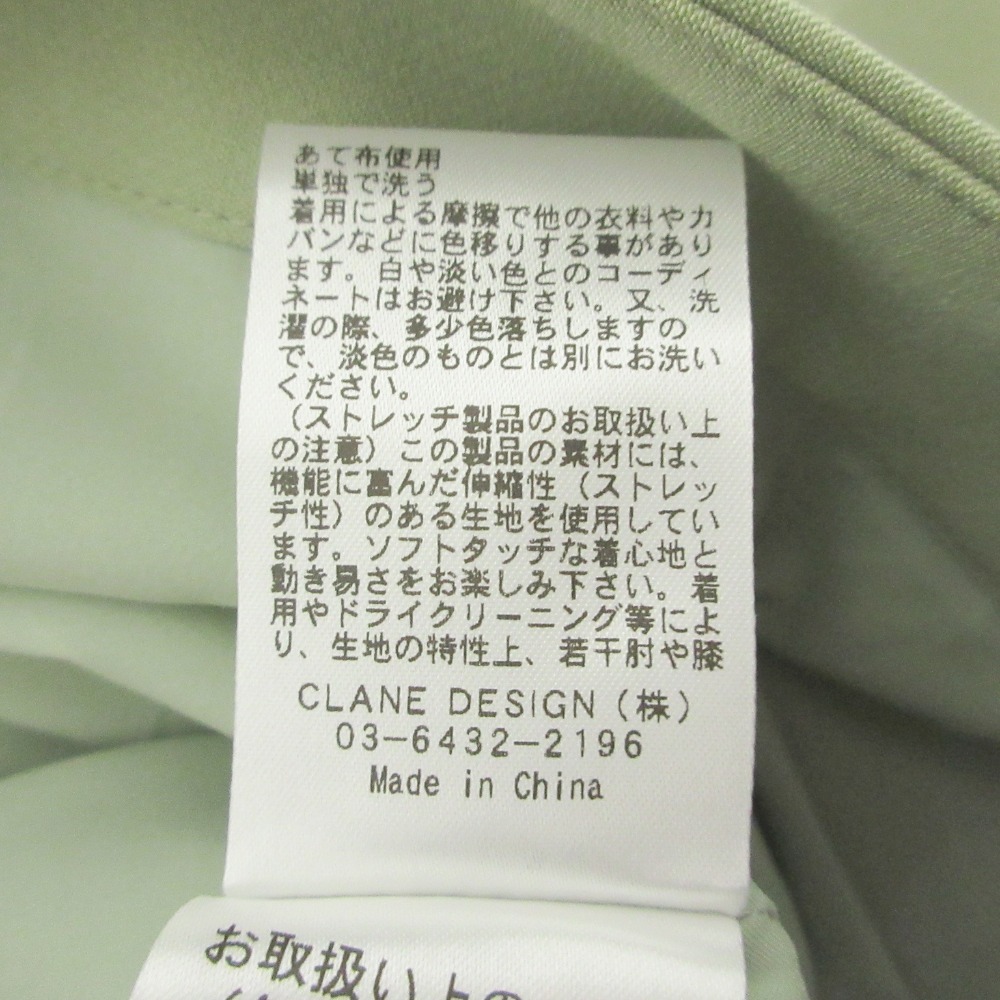 あて布使用
単独で洗う
着用による摩擦で他の衣料やカ
バンなどに色移りする事があり
ます。白や淡い色とのコーディ
ネートはお避け下さい。又、洗
濯の際、多少色落ちしますの
で、淡色のものとは別にお洗い
ください。
(ストレッチ製品のお取扱い上
の注意)この製品の素材には、
機能に富んだ伸縮性(ストレッ
チ性)のある生地を使用してい
ます。ソフトタッチな着心地と
動き易さをお楽しみ下さい。着
用やドライクリーニング等によ
り、生地の特性上、若干肘や膝
CLANE DESIGN(株)
03-6432-2196
Made in China
お取扱い上の